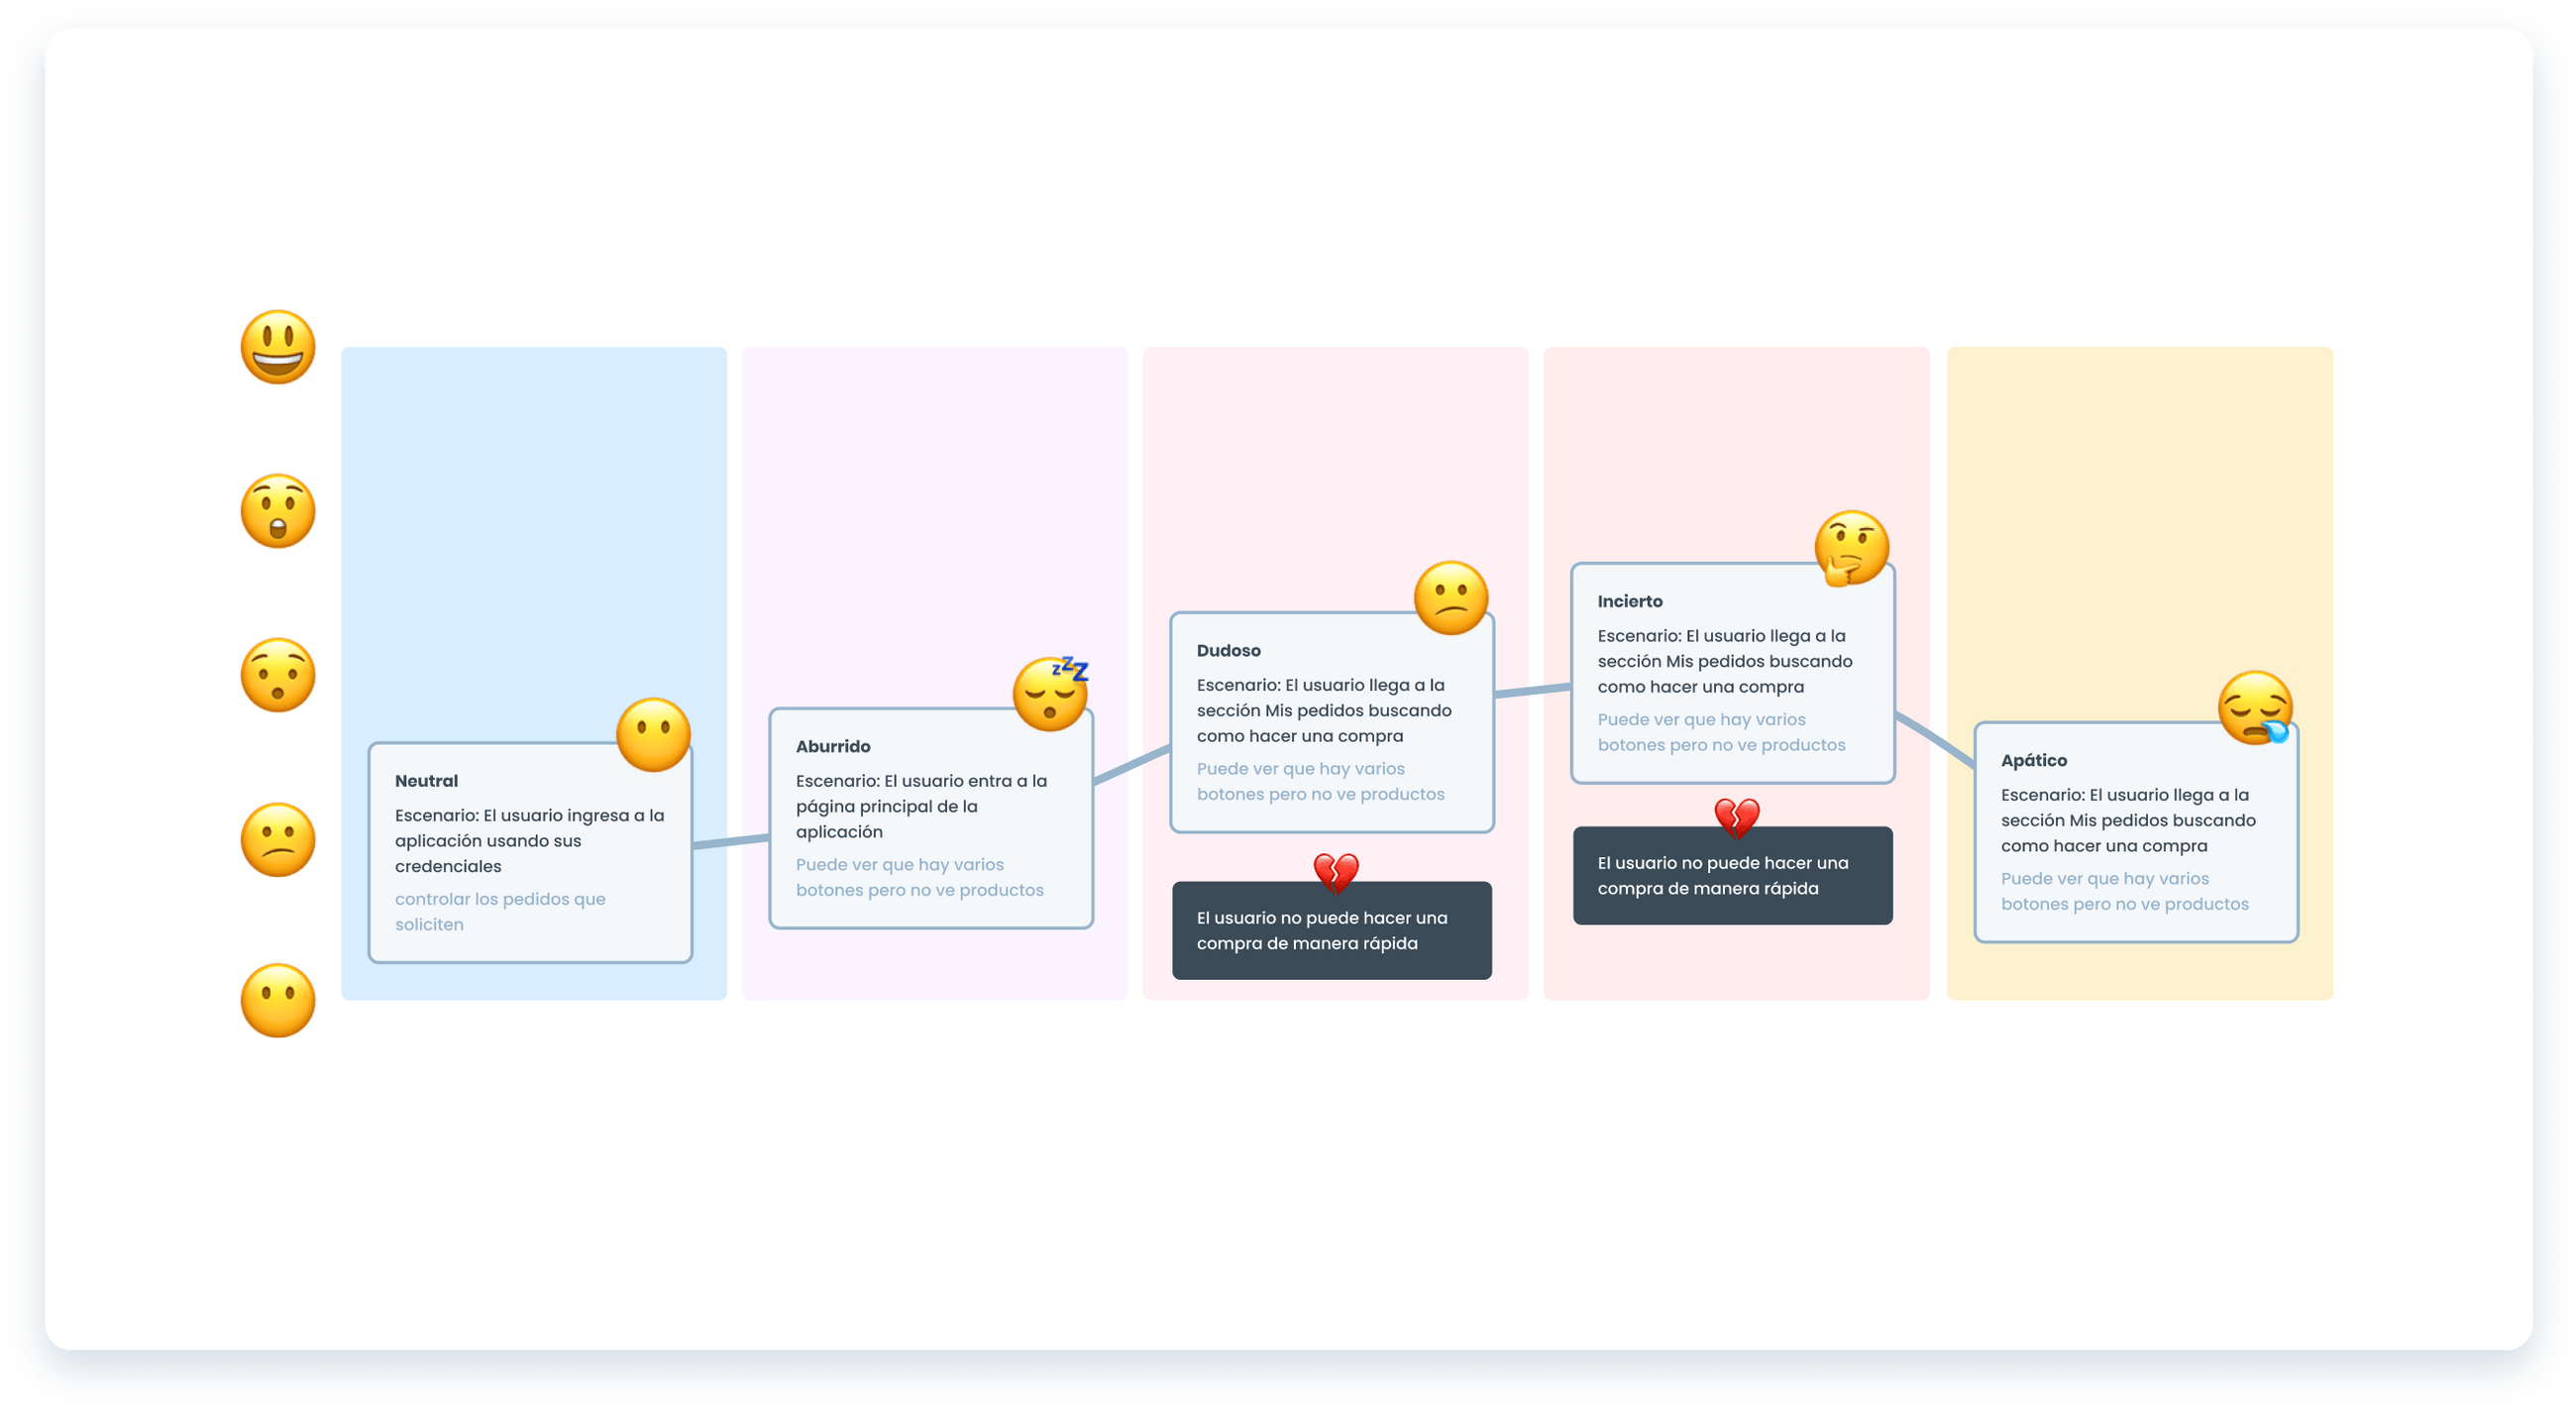 Neutral
Escenario: El usuario ingresa a la
aplicación usando sus
credenciales
controlar los pedidos que
soliciten
Aburrido
Escenario: El usuario entra a la
página principal de la
aplicación
Puede ver que hay varios
botones pero no ve productos
Dudoso
Escenario: El usuario llega a la
sección Mis pedidos buscando
como hacer una compra
Puede ver que hay varios
botones pero no ve productos
El usuario no puede hacer una
compra de manera rápida
Incierto
Escenario: El usuario llega a la
sección Mis pedidos buscando
como hacer una compra
Puede ver que hay varios
botones pero no ve productos
El usuario no puede hacer una
compra de manera rápida
Apático
Escenario: El usuario llega a la
sección Mis pedidos buscando
como hacer una compra
Puede ver que hay varios
botones pero no ve productos